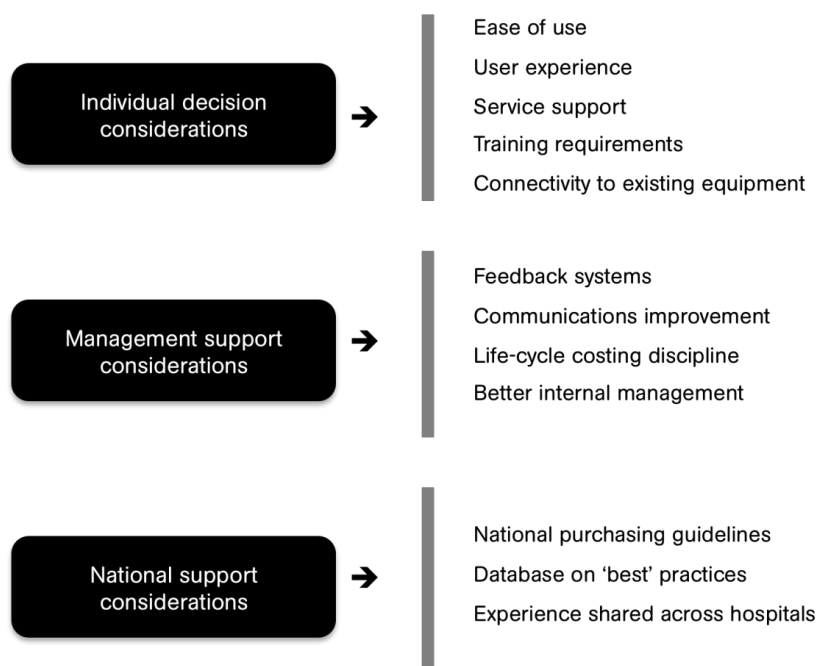 Individual decision
considerations
Ease of use
User experience
Service support
Training requirements
Connectivity to existing equipment
Management support
considerations
Feedback systems
Communications improvement
Life-cycle costing discipline
Better internal management
National support
considerations
National purchasing guidelines
Database on ‘best’ practices
Experience shared across hospitals